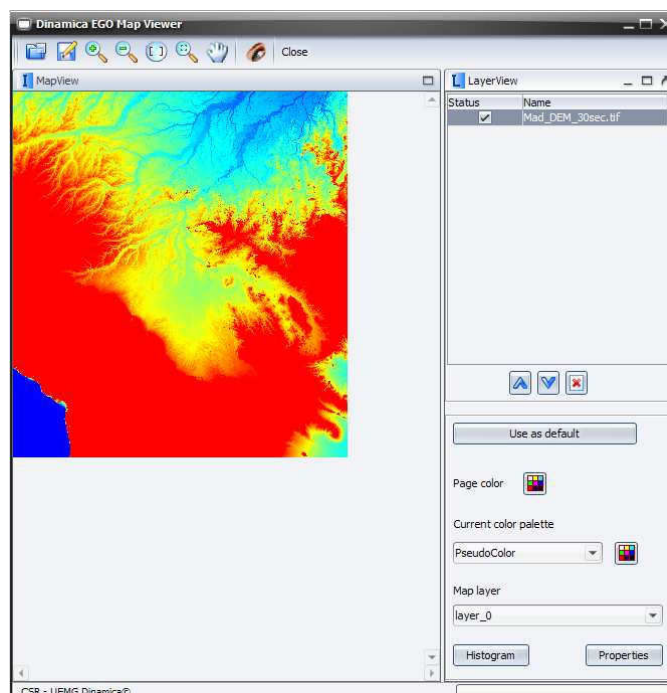 Dinamica EGO Map Viewer
Close
MapView
LayerView
Status Name
Mad_DEM_30sec.tif
Use as default
Page color
Current color palette
PseudoColor
Map layer
layer_0
Histogram Properties
CSR - UFMG Dinamica©